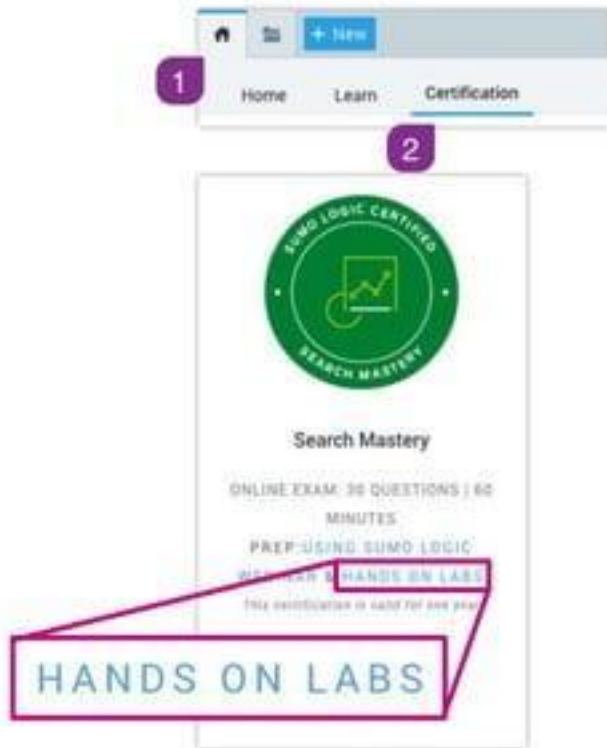 + New
1
Home Learn Certification
2
SUMO LOGIC CERTIFIED
SEARCH MASTERY
Search Mastery
ONLINE EXAM: 30 QUESTIONS | 60
MINUTES
PREP: USING SUMO LOGIC
WEBINAR & HANDS ON LABS
This certification is valid for one year
HANDS ON LABS